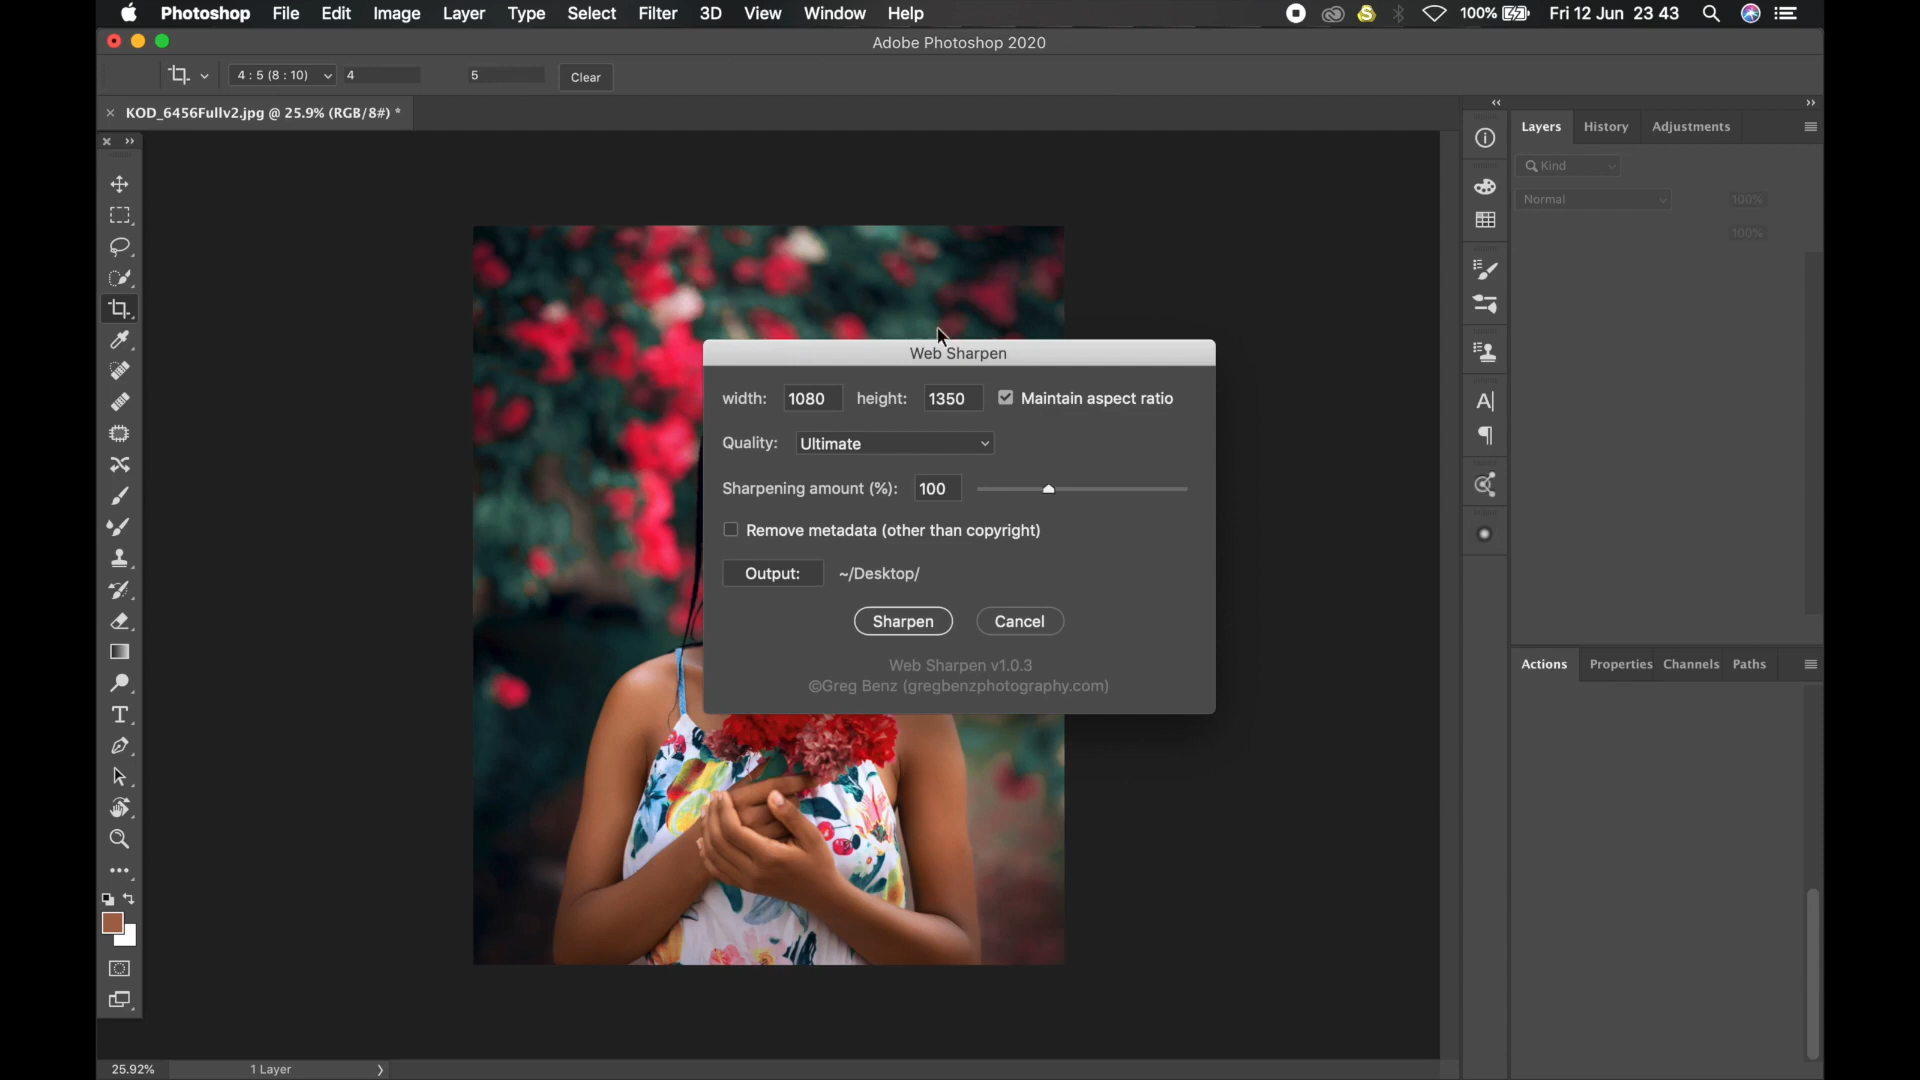 Photoshop File Edit Image Layer Type Select Filter 3D View Window Help 100% Fri 12 Jun 23 43
Adobe Photoshop 2020
4 : 5 (8 : 10) 4 5 Clear
KOD_6456Fullv2.jpg @ 25.9% (RGB/8#) *
Layers History Adjustments
Kind
Normal 100%
100%
Web Sharpen
width: 1080 height: 1350 Maintain aspect ratio
Quality: Ultimate
Sharpening amount (%): 100
Remove metadata (other than copyright)
Output: ~/Desktop/
Sharpen Cancel
Web Sharpen v1.0.3
©Greg Benz (gregbenzphotography.com)
Actions Properties Channels Paths
25.92% 1 Layer